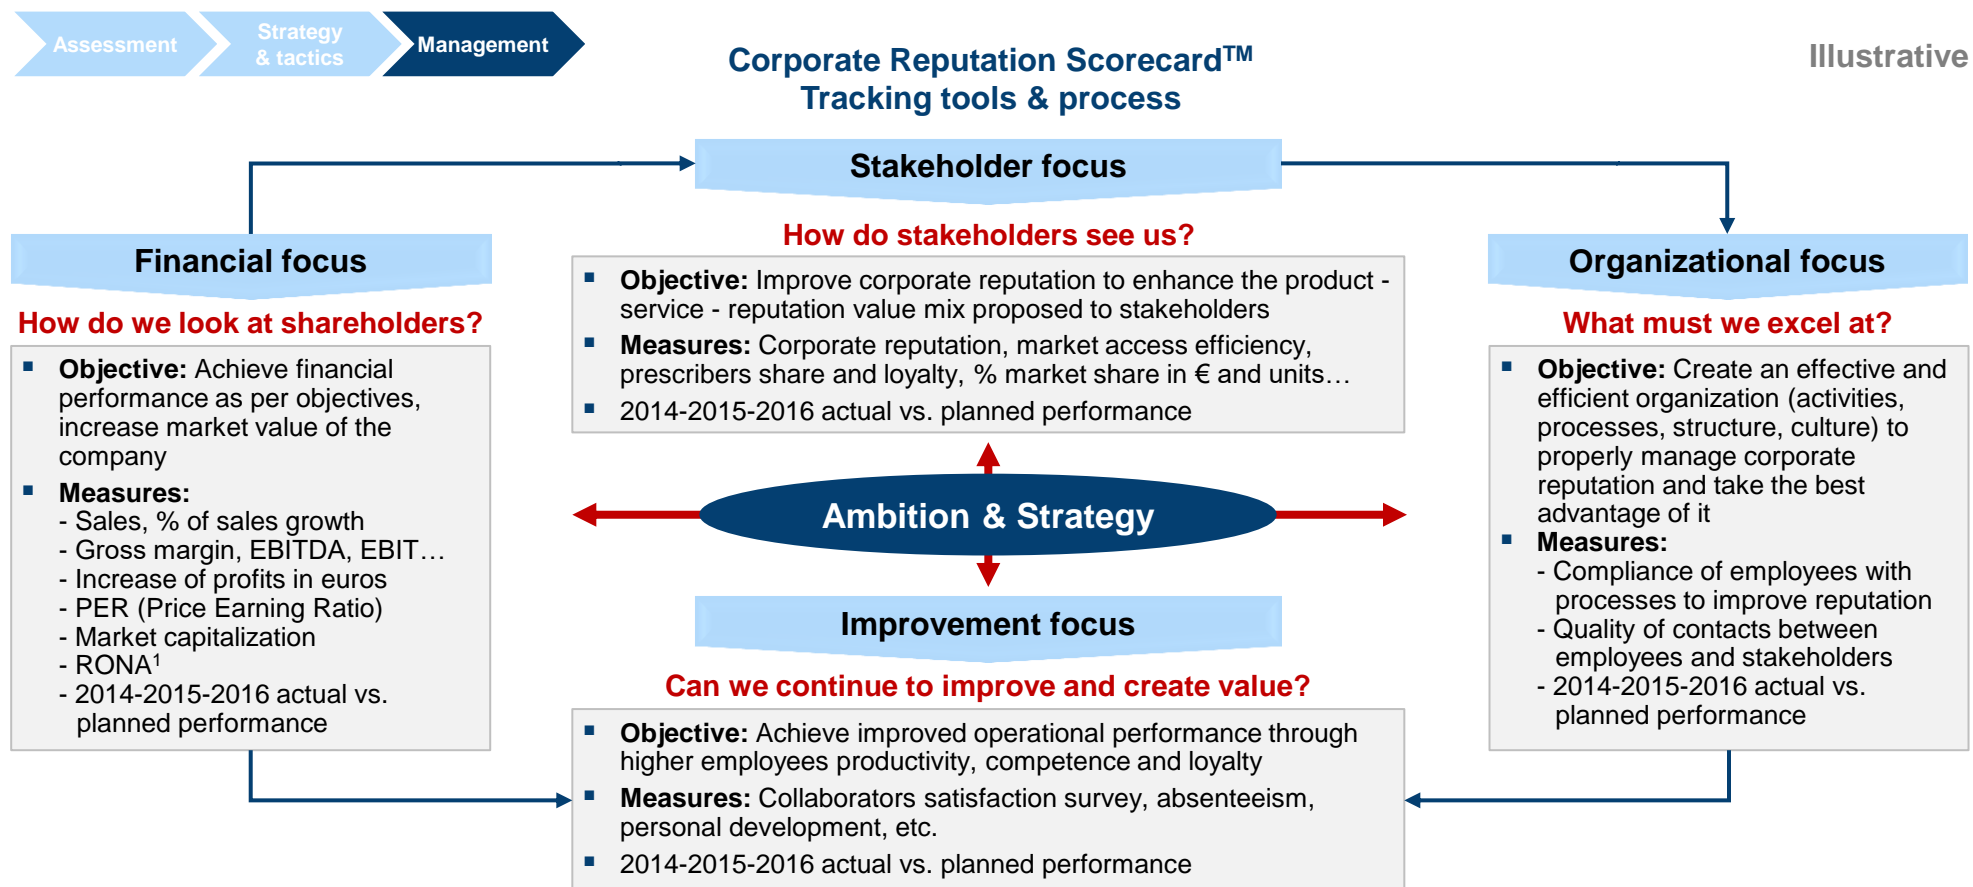 Assessment
Strategy
& tactics
Management
Corporate Reputation Scorecard™
Tracking tools & process
Illustrative
Stakeholder focus
How do stakeholders see us?
▪ Objective: Improve corporate reputation to enhance the product -
service - reputation value mix proposed to stakeholders
▪ Measures: Corporate reputation, market access efficiency,
prescribers share and loyalty, % market share in € and units…
▪ 2014-2015-2016 actual vs. planned performance
Financial focus
How do we look at shareholders?
▪ Objective: Achieve financial
performance as per objectives,
increase market value of the
company
▪ Measures:
- Sales, % of sales growth
- Gross margin, EBITDA, EBIT…
- Increase of profits in euros
- PER (Price Earning Ratio)
- Market capitalization
- RONA¹
- 2014-2015-2016 actual vs.
planned performance
Organizational focus
What must we excel at?
▪ Objective: Create an effective and
efficient organization (activities,
processes, structure, culture) to
properly manage corporate
reputation and take the best
advantage of it
▪ Measures:
- Compliance of employees with
processes to improve reputation
- Quality of contacts between
employees and stakeholders
- 2014-2015-2016 actual vs.
planned performance
Ambition & Strategy
Improvement focus
Can we continue to improve and create value?
▪ Objective: Achieve improved operational performance through
higher employees productivity, competence and loyalty
▪ Measures: Collaborators satisfaction survey, absenteeism,
personal development, etc.
▪ 2014-2015-2016 actual vs. planned performance